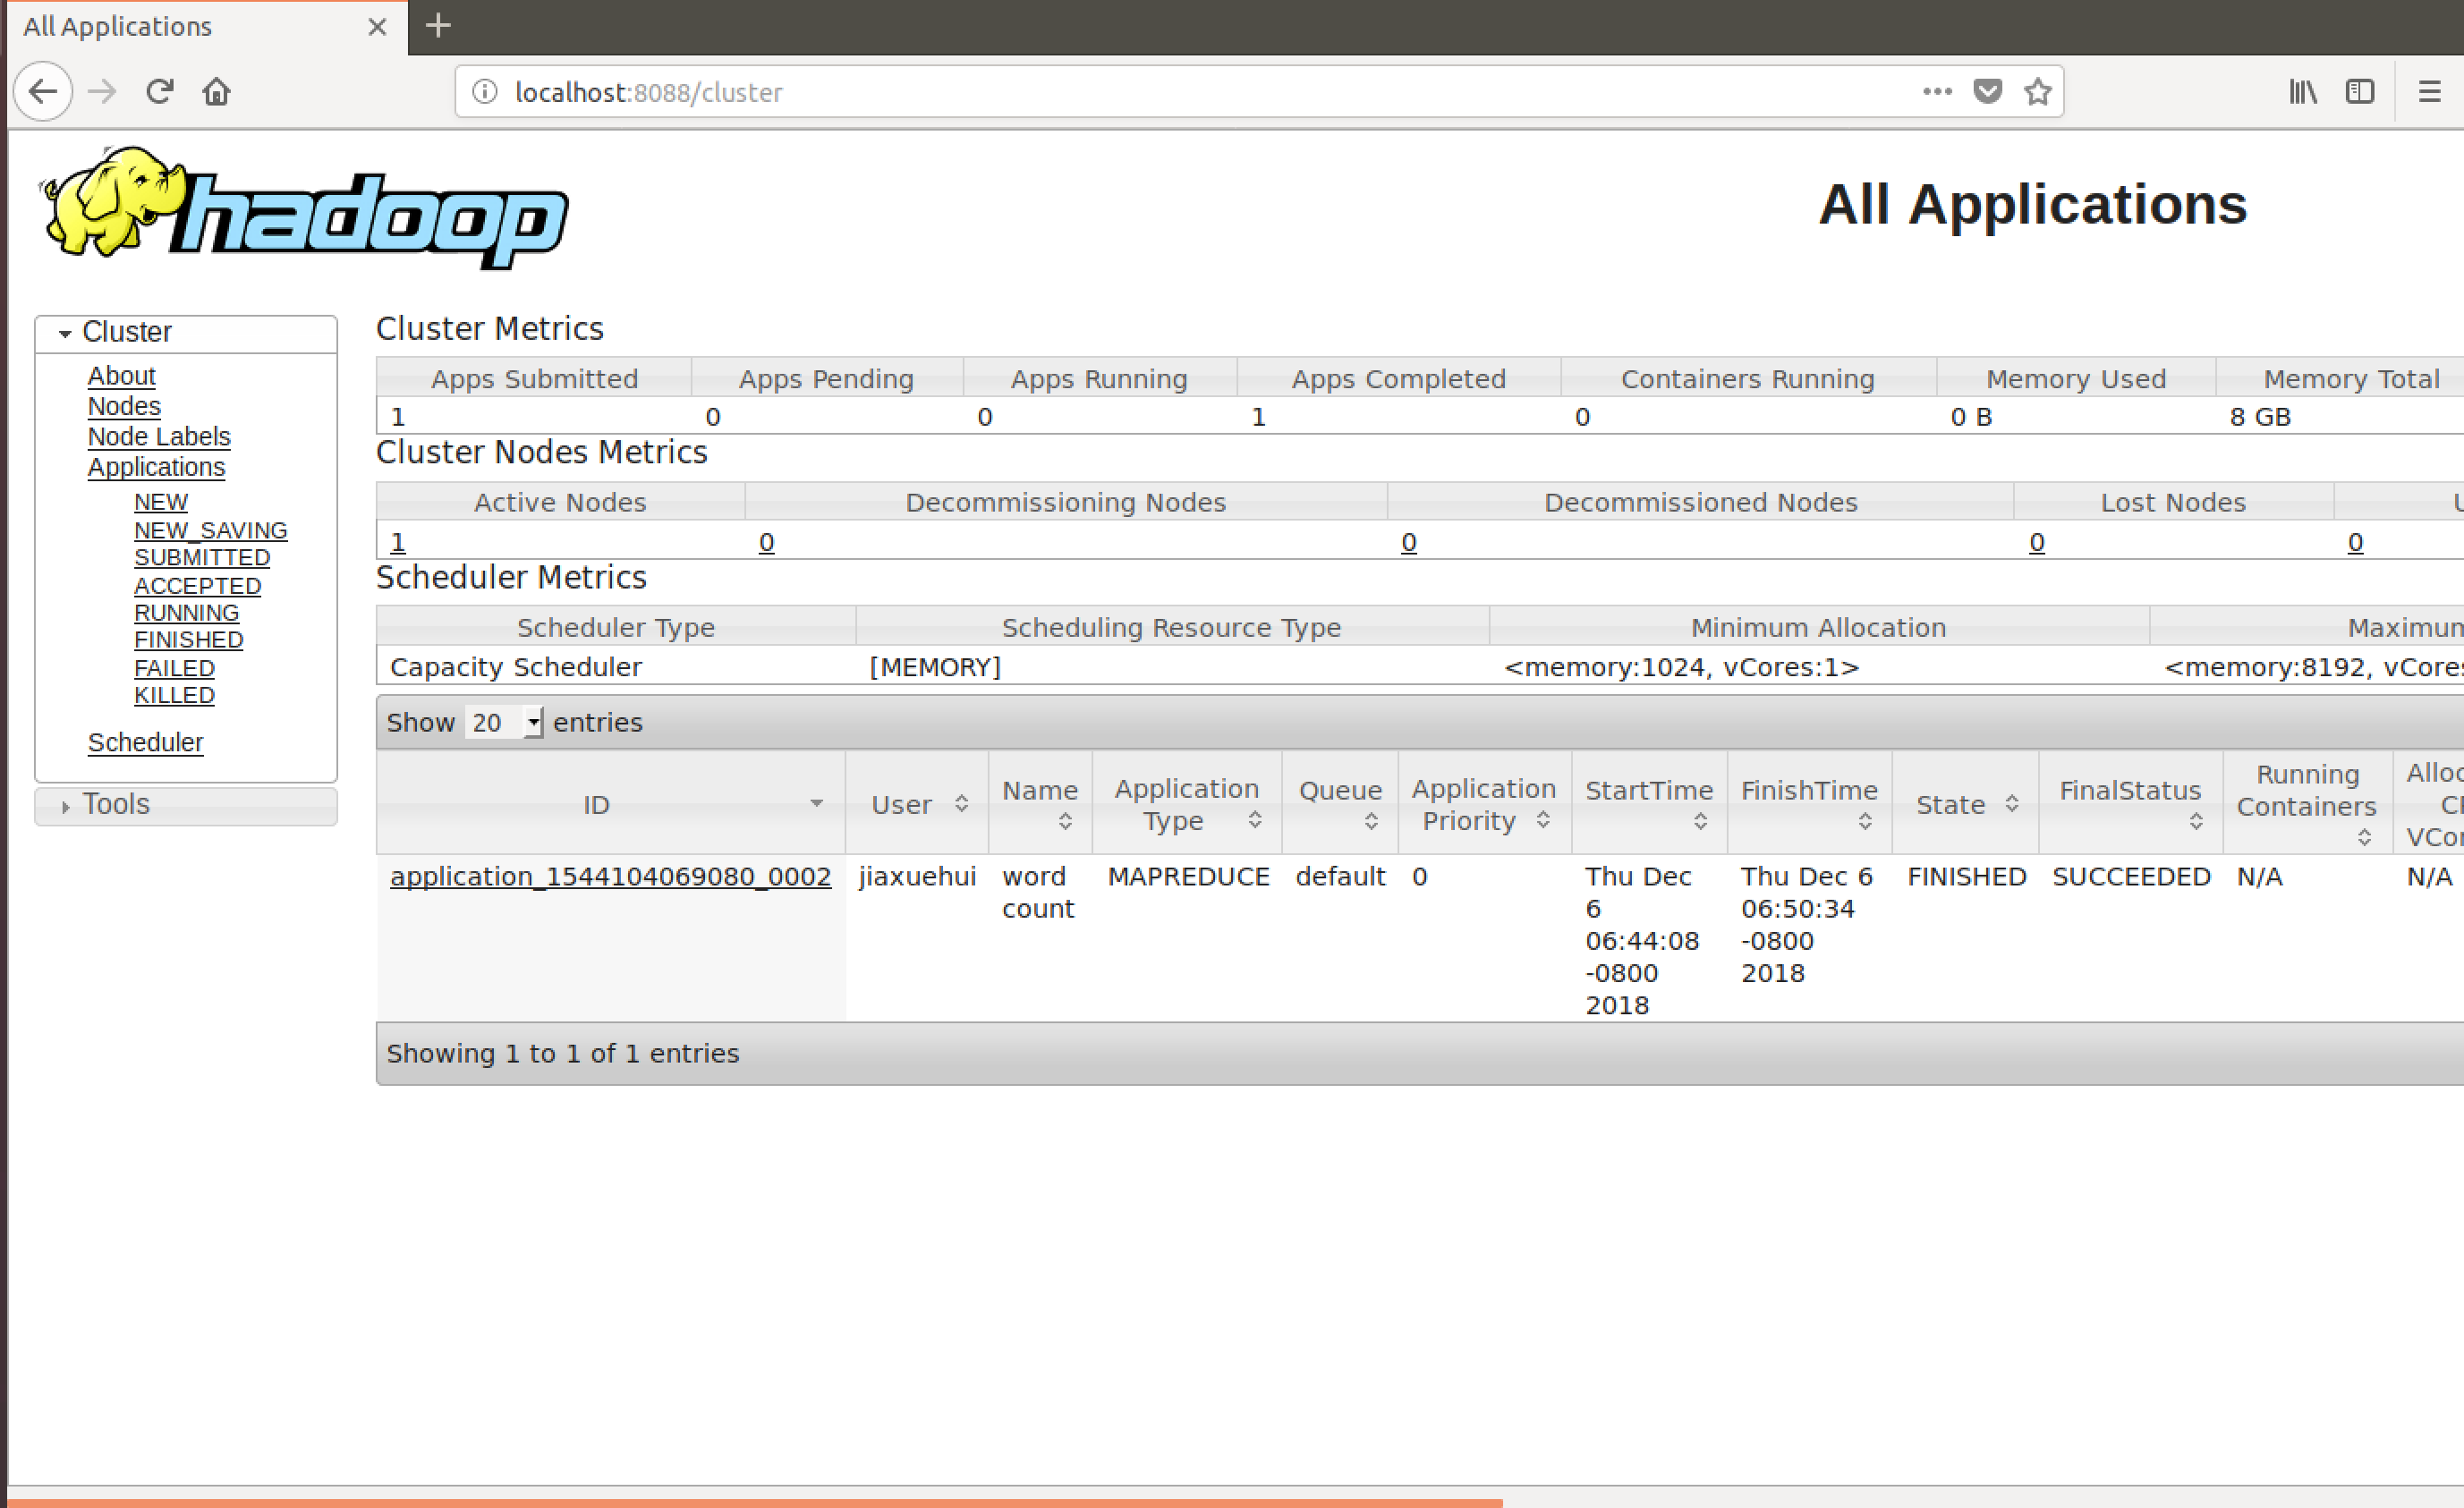 All Applications
localhost:8088/cluster
hadoop
All Applications
Cluster
About
Nodes
Node Labels
Applications
NEW
NEW_SAVING
SUBMITTED
ACCEPTED
RUNNING
FINISHED
FAILED
KILLED
Scheduler
Tools
Cluster Metrics
Apps Submitted Apps Pending Apps Running Apps Completed Containers Running Memory Used Memory Total
1 0 0 1 0 0 B 8 GB
Cluster Nodes Metrics
Active Nodes Decommissioning Nodes Decommissioned Nodes Lost Nodes
1 0 0 0 0
Scheduler Metrics
Scheduler Type Scheduling Resource Type Minimum Allocation Maximum
Capacity Scheduler [MEMORY] <memory:1024, vCores:1> <memory:8192, vCores
Show 20 entries
ID User Name Application Type Queue Application Priority StartTime FinishTime State FinalStatus Running Containers
application_1544104069080_0002 jiaxuehui word MAPREDUCE default 0 Thu Dec Thu Dec 6 FINISHED SUCCEEDED N/A N/A
count 6 06:50:34
06:44:08 -0800
-0800 2018
2018
Showing 1 to 1 of 1 entries